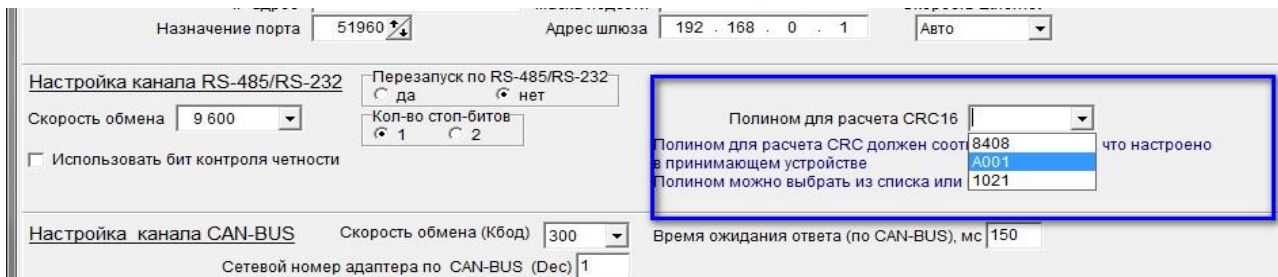 Назначение порта 51960 Адрес шлюза 192 . 168 . 0 . 1 Авто
Настройка канала RS-485/RS-232 Перезапуск по RS-485/RS-232
да нет
Скорость обмена 9 600 Кол-во стоп-битов Полином для расчета CRC16
1 2
Полином для расчета CRC должен соот 8408 что настроено
Использовать бит контроля четности в принимающем устройстве A001
Полином можно выбрать из списка или 1021
Настройка канала CAN-BUS Скорость обмена (Кбод) 300 Время ожидания ответа (по CAN-BUS), мс 150
Сетевой номер адаптера по CAN-BUS (Dec) 1